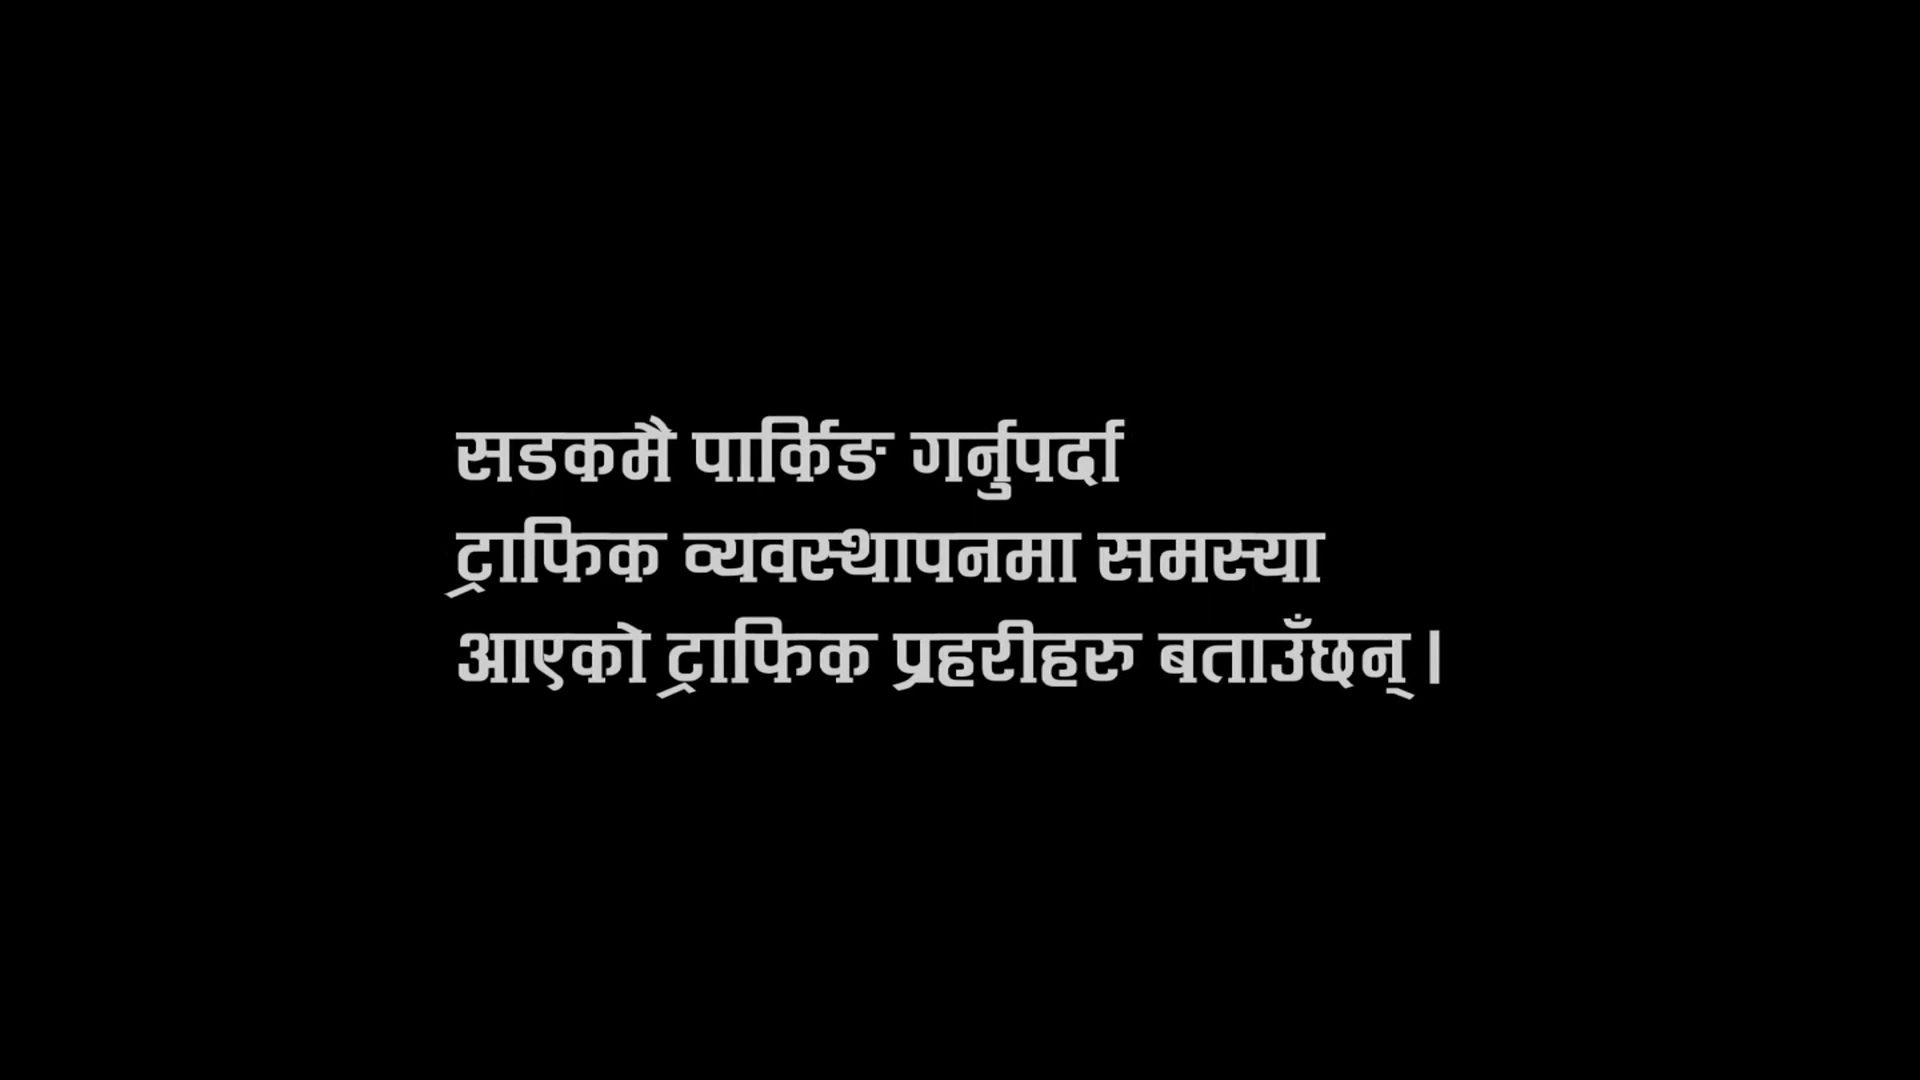 सडकमै पार्किङ गर्नुपर्दा
ट्राफिक व्यवस्थापनमा समस्या
आएको ट्राफिक प्रहरीहरु बताउँछन् ।